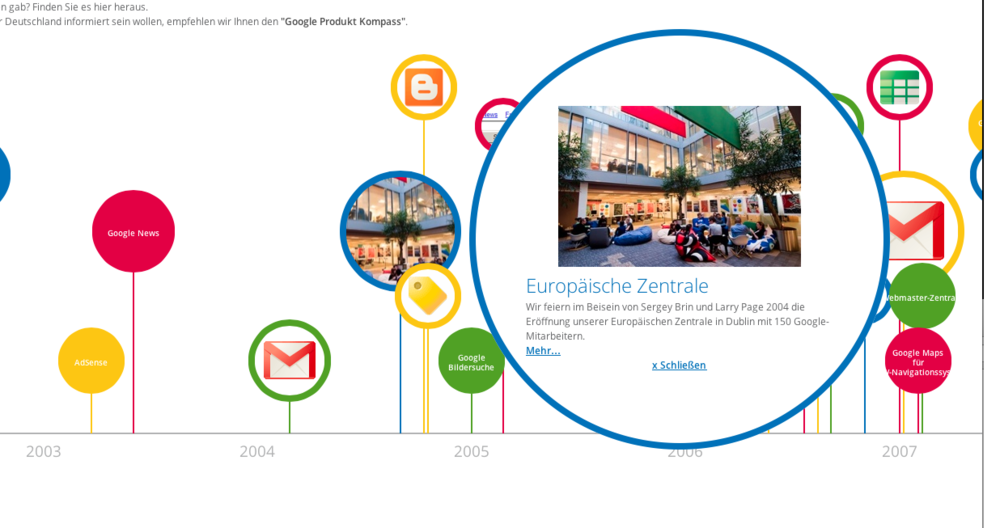 n gab? Finden Sie es hier heraus.
r Deutschland informiert sein wollen, empfehlen wir Ihnen den "Google Produkt Kompass".
News
Google News
Europäische Zentrale
Wir feiern im Beisein von Sergey Brin und Larry Page 2004 die
Eröffnung unserer Europäischen Zentrale in Dublin mit 150 Google-
Mitarbeitern.
Mehr...
x Schließen
Webmaster-Zentra
AdSense
Google
Bildersuche
Google Maps
für
-Navigationssys
2003
2004
2005
2006
2007